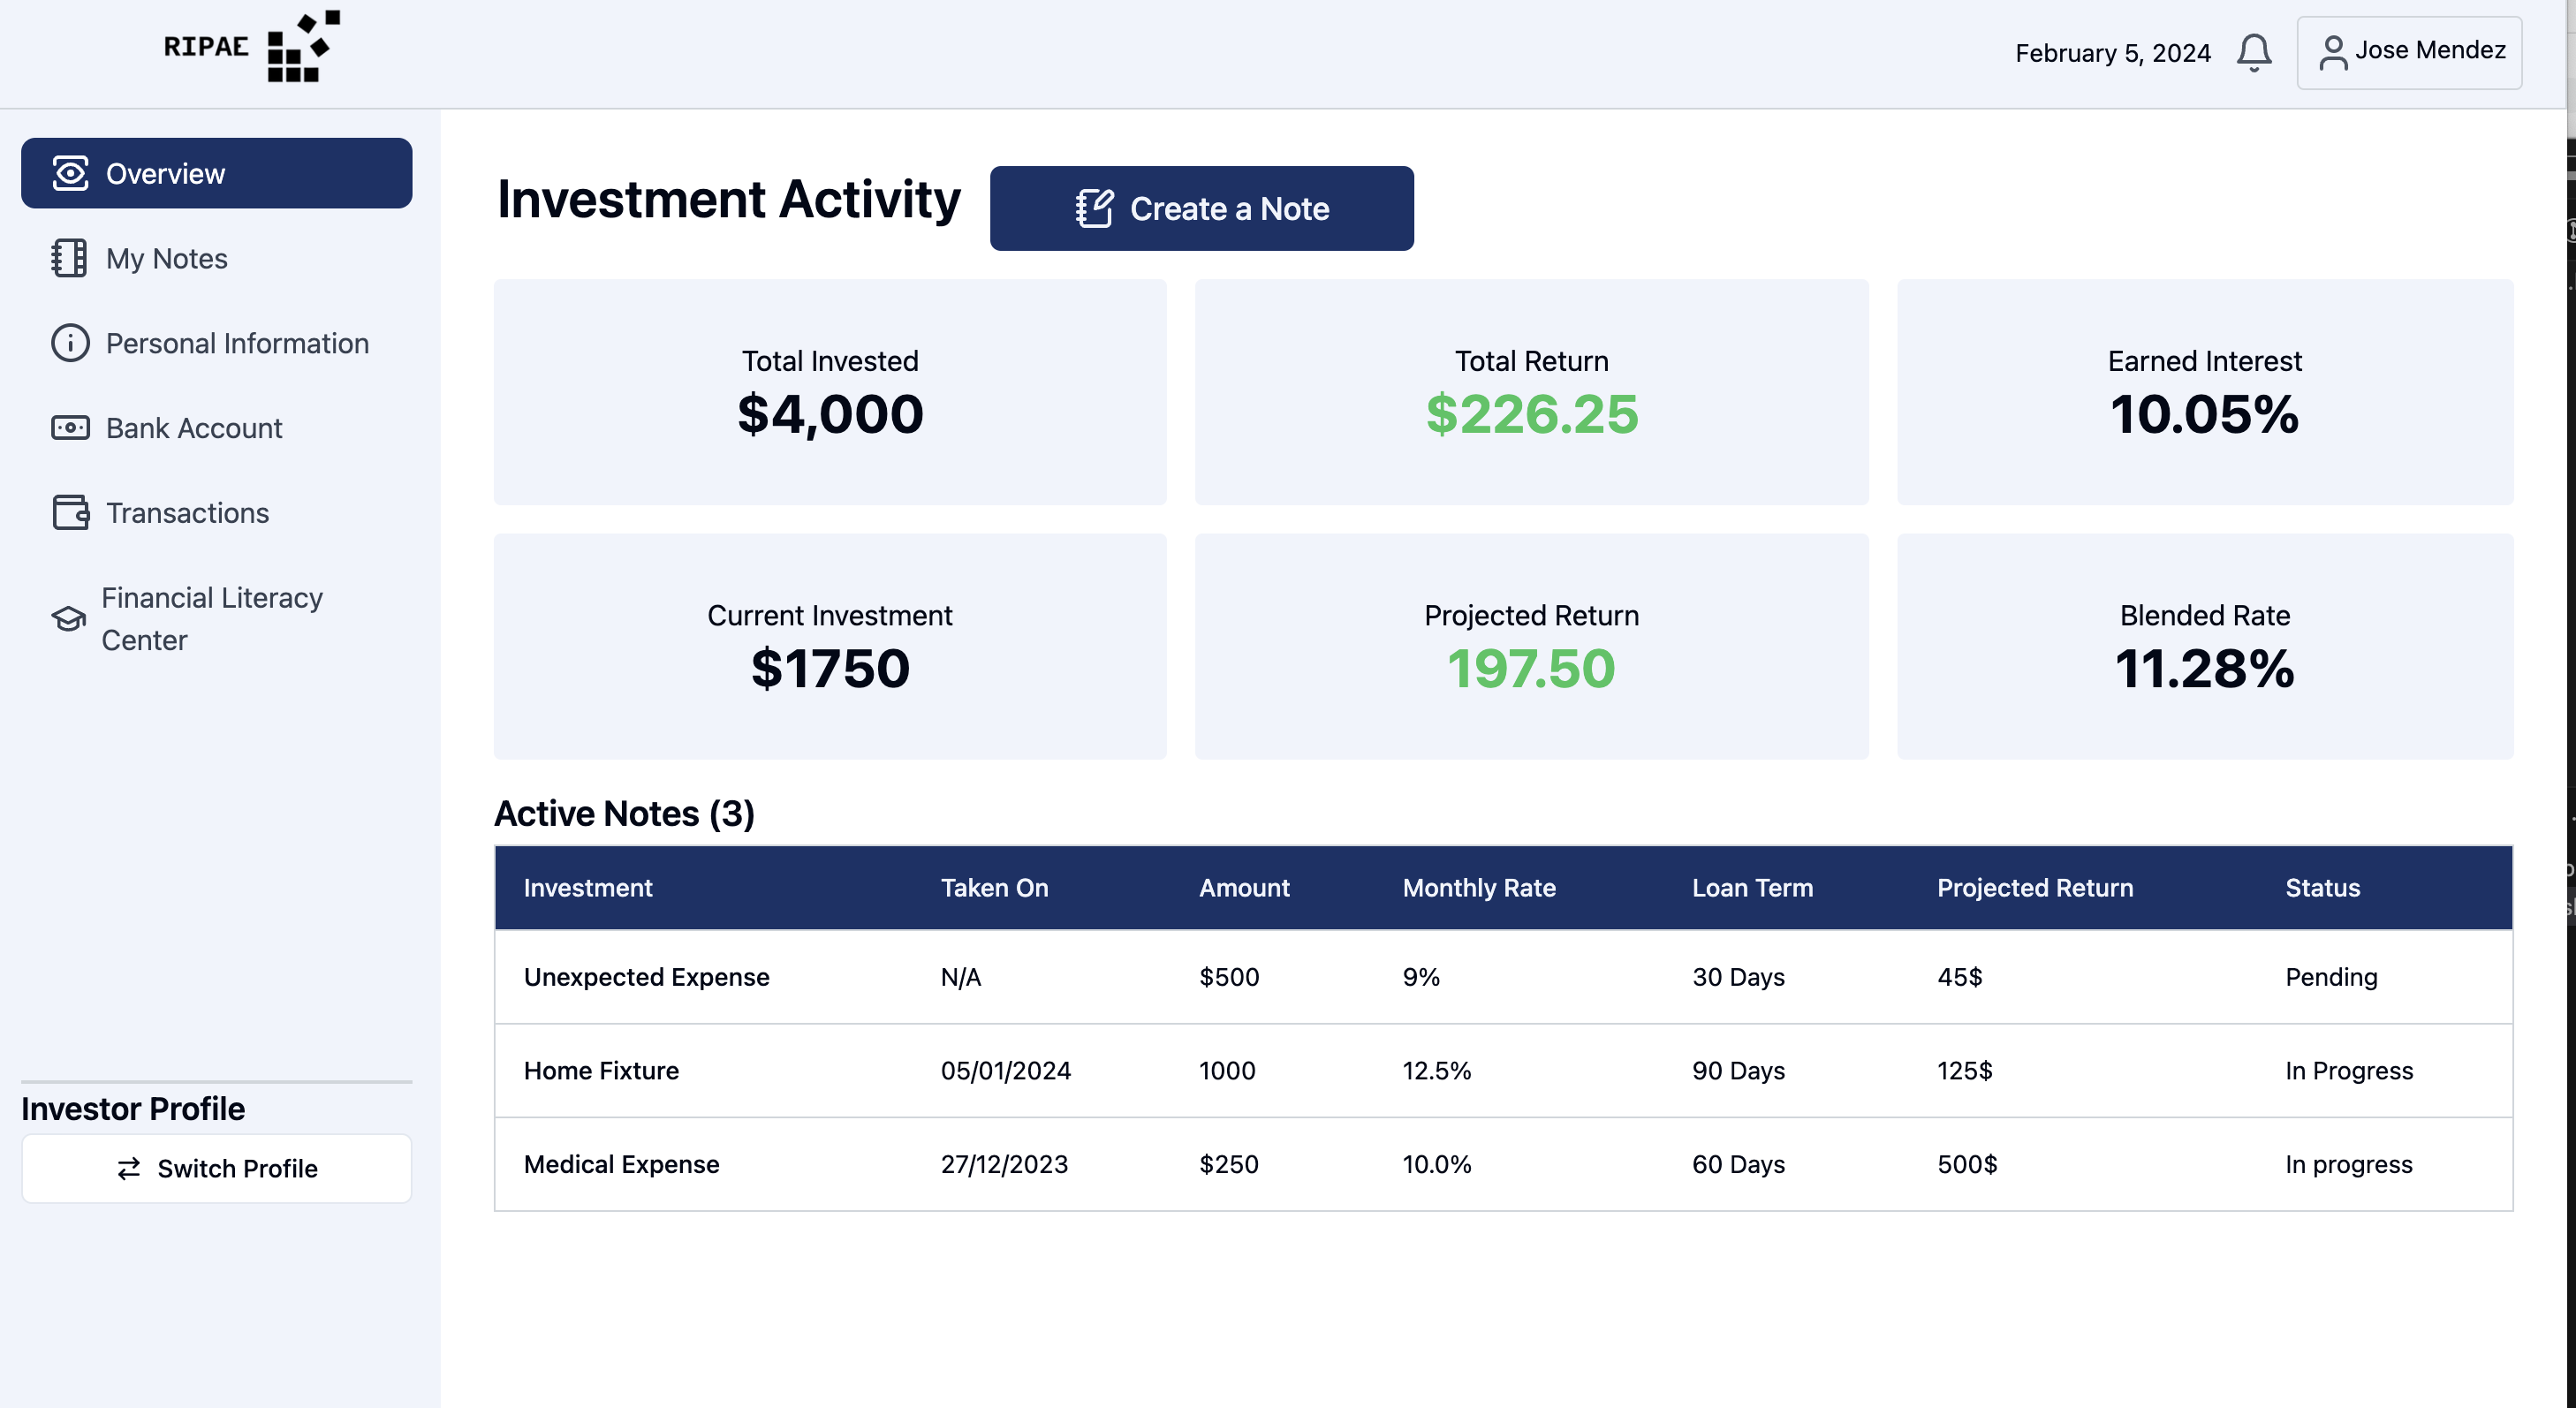 RIPAE
February 5, 2024
Jose Mendez
Overview
My Notes
Personal Information
Bank Account
Transactions
Financial Literacy
Center
Investor Profile
Switch Profile
Investment Activity
Create a Note
Total Invested
$4,000
Total Return
$226.25
Earned Interest
10.05%
Current Investment
$1750
Projected Return
197.50
Blended Rate
11.28%
Active Notes (3)
Investment Taken On Amount Monthly Rate Loan Term Projected Return Status
Unexpected Expense N/A $500 9% 30 Days 45$ Pending
Home Fixture 05/01/2024 1000 12.5% 90 Days 125$ In Progress
Medical Expense 27/12/2023 $250 10.0% 60 Days 500$ In progress